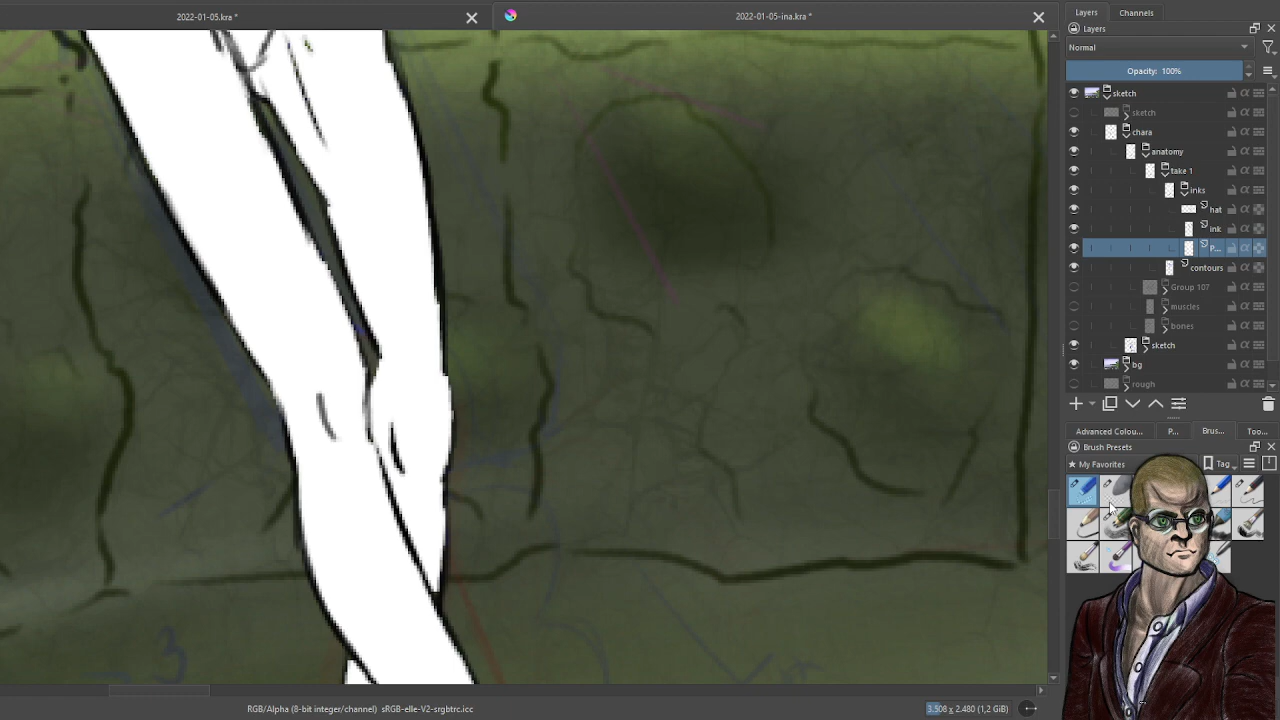 2022-01-05.kra *
2022-01-05-ina.kra *
Layers
Channels
Layers
Normal
Opacity: 100%
sketch
sketch
chara
anatomy
take 1
inks
hat
ink
P...
contours
Group 107
muscles
bones
sketch
bg
rough
Advanced Colou...
P...
Brus...
Too...
Brush Presets
★ My Favorites
Tag
3
RGB/Alpha (8-bit integer/channel) sRGB-elle-V2-srgbtrc.icc
3.508 x 2.480 (1,2 GiB)